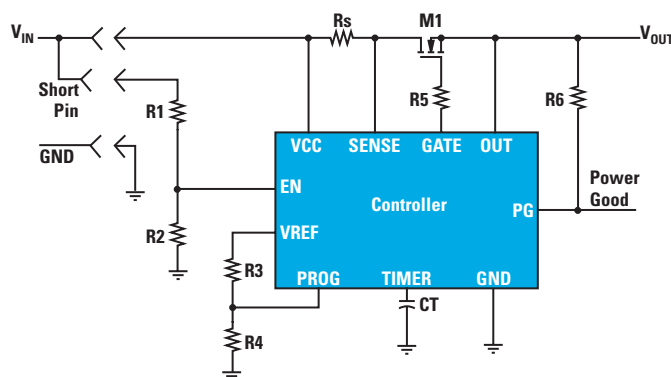 Rs
M1
VIN
VOUT
Short
Pin
R1
R5
R6
GND
VCC SENSE GATE OUT
EN
Power
Good
Controller
PG
R2
VREF
R3
PROG TIMER GND
CT
R4